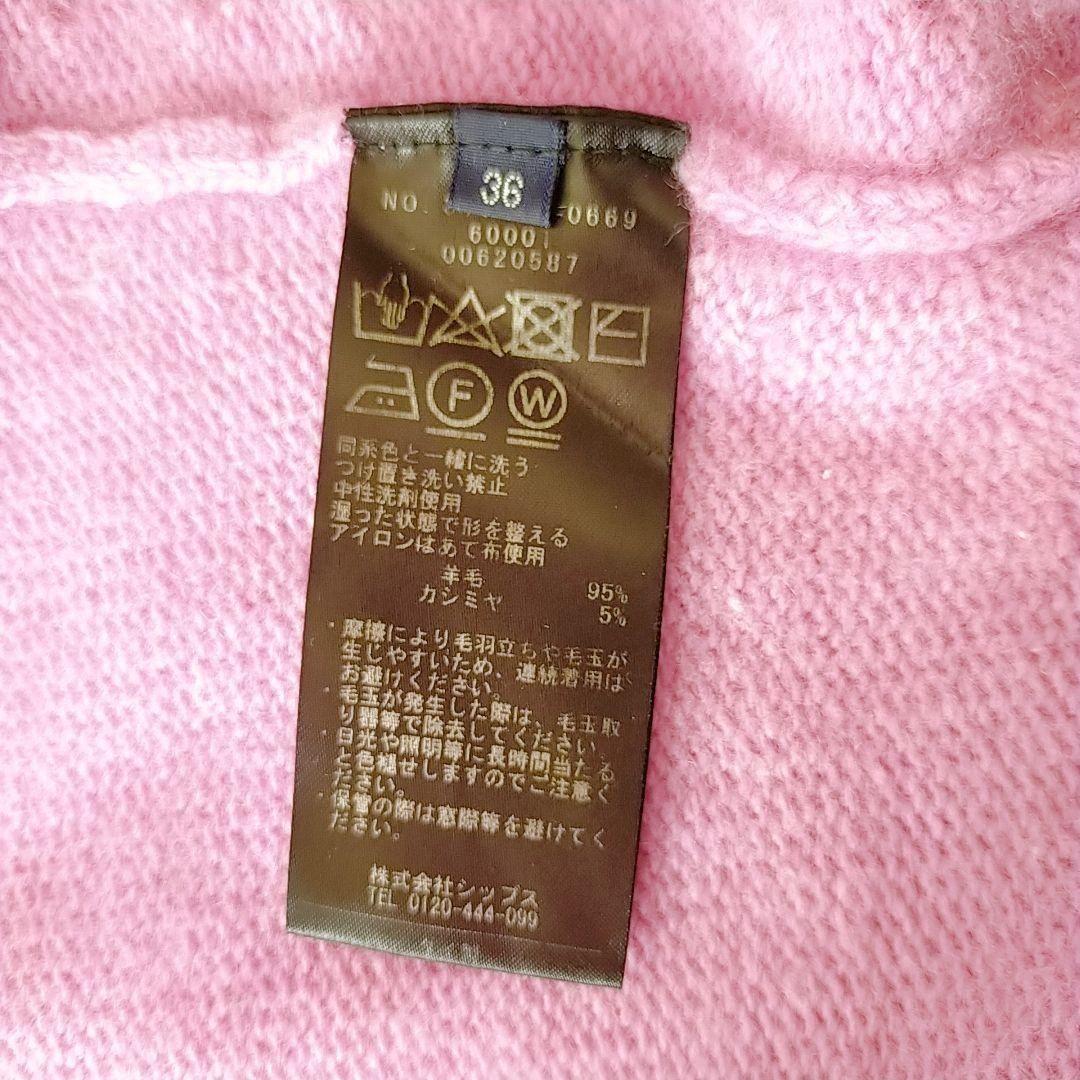 36
NO. 0669
60001
00620587
F W
同系色と一緒に洗う
つけ置き洗い禁止
中性洗剤使用
湿った状態で形を整える
アイロンはあて布使用
羊毛 95%
カシミヤ 5%
・摩擦により毛羽立ちや毛玉が
生じやすいため、連続着用は
お避けください。
・毛玉が発生した際は、毛玉取
り器等で除去してください。
・日光や照明等に長時間当たる
と色褪せしますのでご注意く
ださい。
・保管の際は窓際等を避けてく
ださい。
株式会社シップス
TEL 0120-444-099